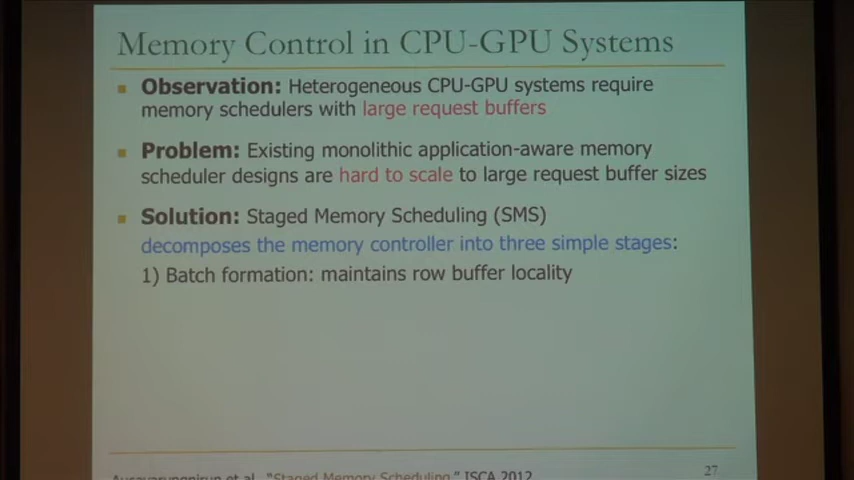 Memory Control in CPU-GPU Systems
Observation: Heterogeneous CPU-GPU systems require
memory schedulers with large request buffers
Problem: Existing monolithic application-aware memory
scheduler designs are hard to scale to large request buffer sizes
Solution: Staged Memory Scheduling (SMS)
decomposes the memory controller into three simple stages:
1) Batch formation: maintains row buffer locality
Ausavarungnirun et al., "Staged Memory Scheduling," ISCA 2012
27